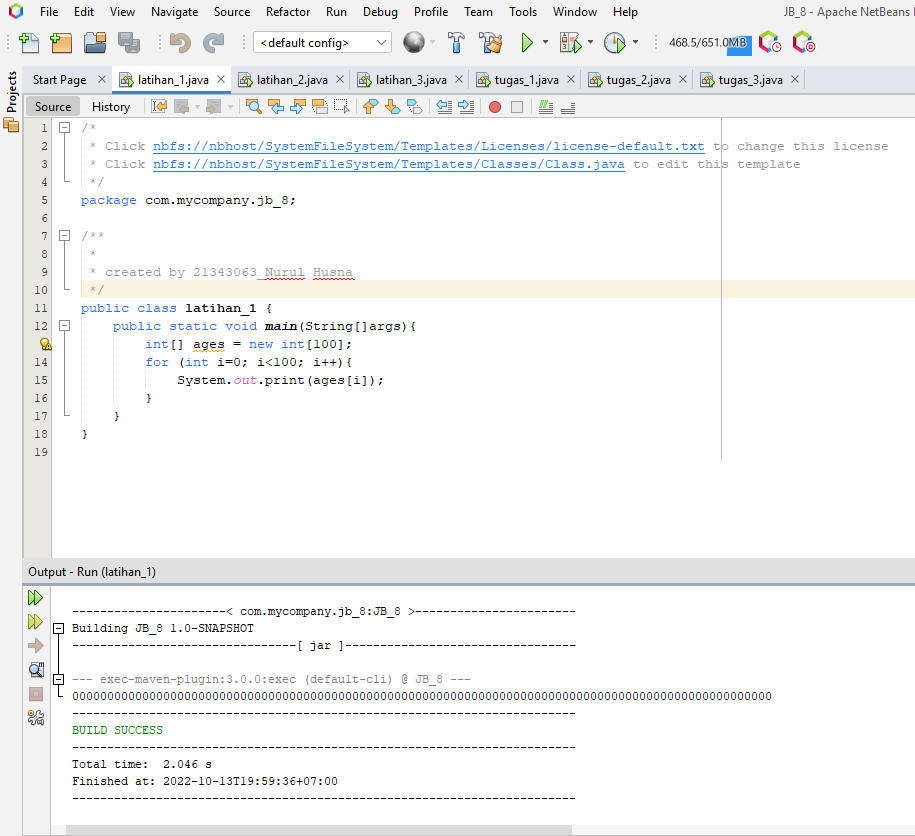 File Edit View Navigate Source Refactor Run Debug Profile Team Tools Window Help JB_8 - Apache NetBeans
<default config> 468.5/651.0MB
Projects
Start Page latihan_1.java latihan_2.java latihan_3.java tugas_1.java tugas_2.java tugas_3.java
Source History
1 /*
2 * Click nbfs://nbhost/SystemFileSystem/Templates/Licenses/license-default.txt to change this license
3 * Click nbfs://nbhost/SystemFileSystem/Templates/Classes/Class.java to edit this template
4 */
5 package com.mycompany.jb_8;
6
7 /**
8 *
9 * created by 21343063_Nurul Husna
10 */
11 public class latihan_1 {
12 public static void main(String[]args){
int[] ages = new int[100];
14 for (int i=0; i<100; i++){
15 System.out.print(ages[i]);
16 }
17 }
18 }
19
Output - Run (latihan_1)
----------------------< com.mycompany.jb_8:JB_8 >-----------------------
Building JB_8 1.0-SNAPSHOT
--------------------------------[ jar ]---------------------------------
--- exec-maven-plugin:3.0.0:exec (default-cli) @ JB_8 ---
0000000000000000000000000000000000000000000000000000000000000000000000000000000000000000000000000000
------------------------------------------------------------------------
BUILD SUCCESS
------------------------------------------------------------------------
Total time: 2.046 s
Finished at: 2022-10-13T19:59:36+07:00
------------------------------------------------------------------------